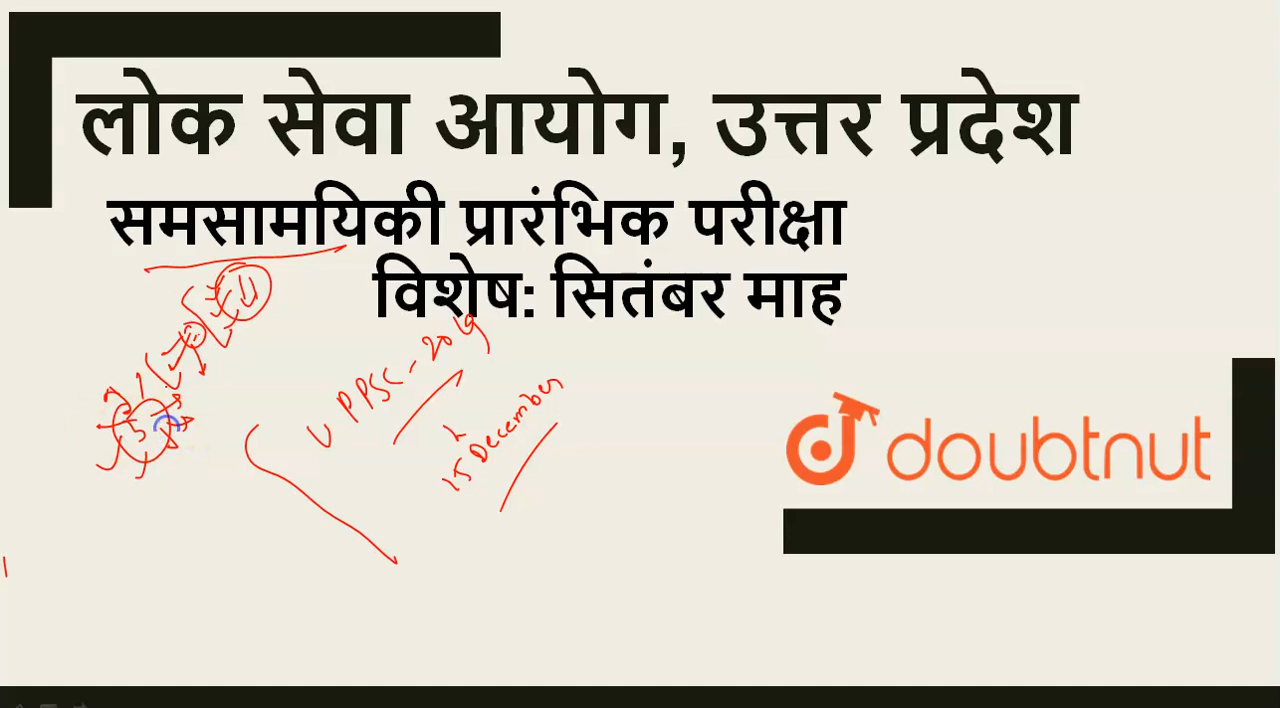 लोक सेवा आयोग, उत्तर प्रदेश
समसामयिकी प्रारंभिक परीक्षा
विशेष: सितंबर माह
UPPSC - 2019
15 December
doubtnut